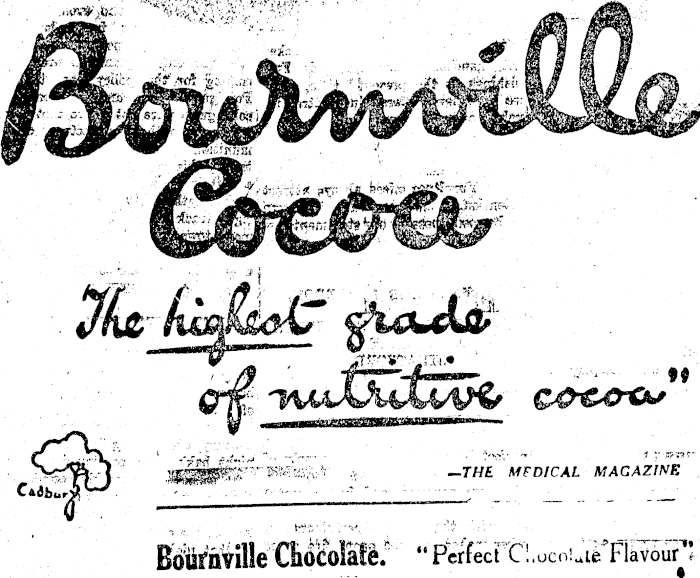 Bournville
Cocoa
The highest grade
of nutritive cocoa"
—THE MEDICAL MAGAZINE
Cadbury
Bournville Chocolate. "Perfect Chocolate Flavour"